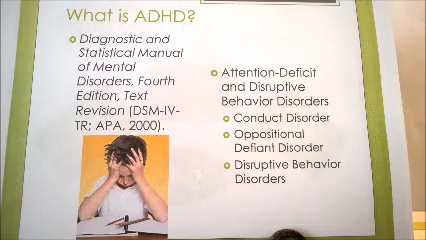 What is ADHD?
Diagnostic and
Statistical Manual
of Mental
Disorders, Fourth
Edition, Text
Revision (DSM-IV-
TR; APA, 2000).
Attention-Deficit
and Disruptive
Behavior Disorders
Conduct Disorder
Oppositional
Defiant Disorder
Disruptive Behavior
Disorders